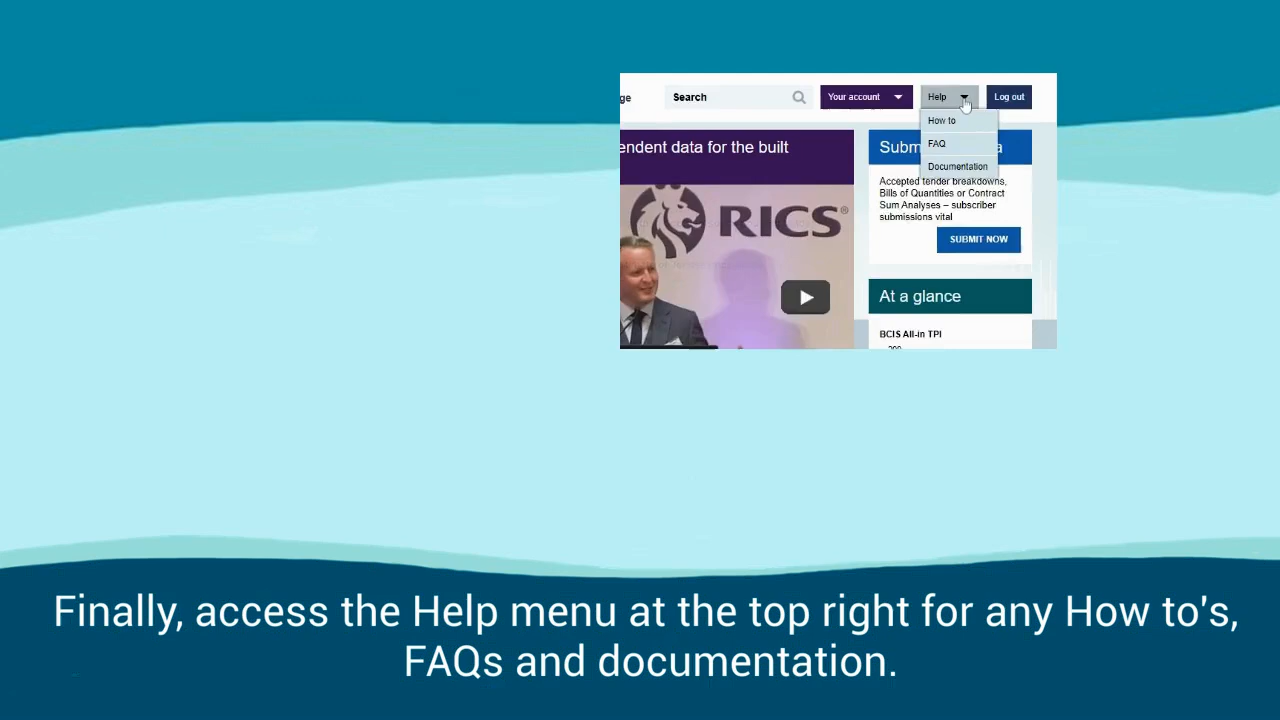 ge
Search
Your account
Help
Log out
How to
FAQ
Documentation
endent data for the built
Subm
a
Accepted tender breakdowns,
Bills of Quantities or Contract
Sum Analyses – subscriber
submissions vital
SUBMIT NOW
RICS®
At a glance
BCIS All-in TPI
Finally, access the Help menu at the top right for any How to's,
FAQs and documentation.